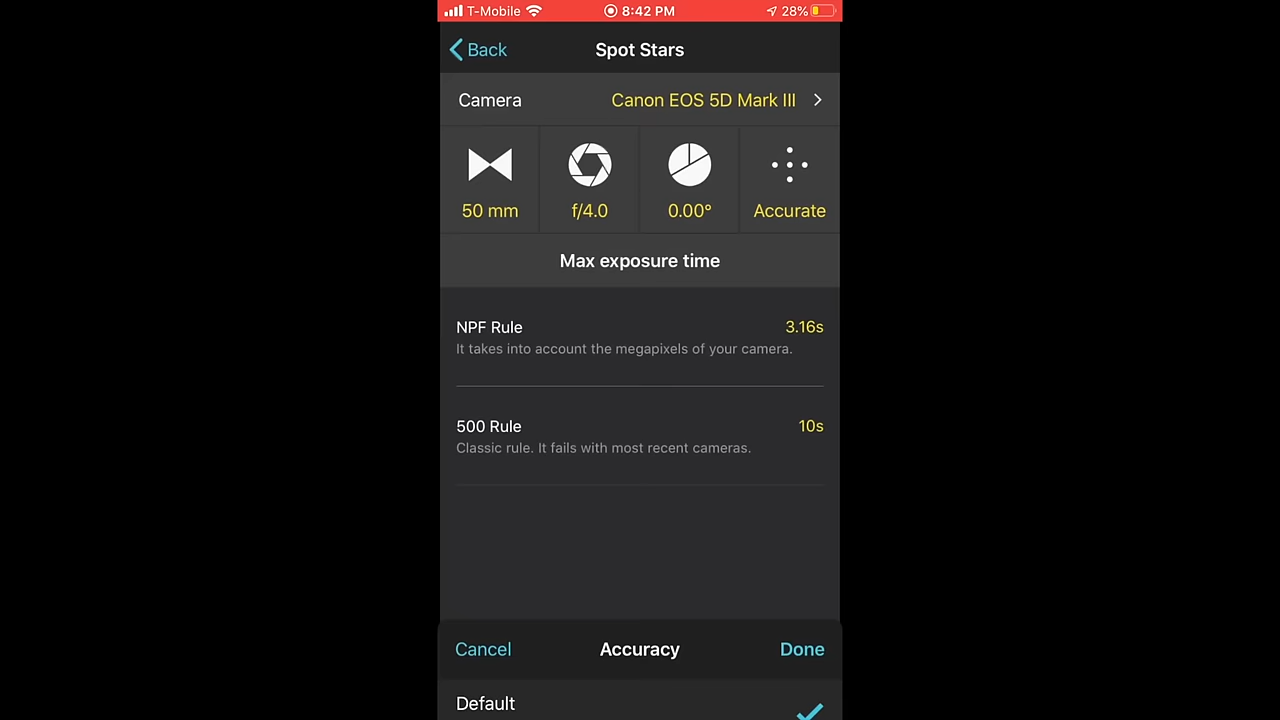 T-Mobile 8:42 PM 28%
Back Spot Stars
Camera Canon EOS 5D Mark III
50 mm f/4.0 0.00° Accurate
Max exposure time
NPF Rule 3.16s
It takes into account the megapixels of your camera.
500 Rule 10s
Classic rule. It fails with most recent cameras.
Cancel Accuracy Done
Default